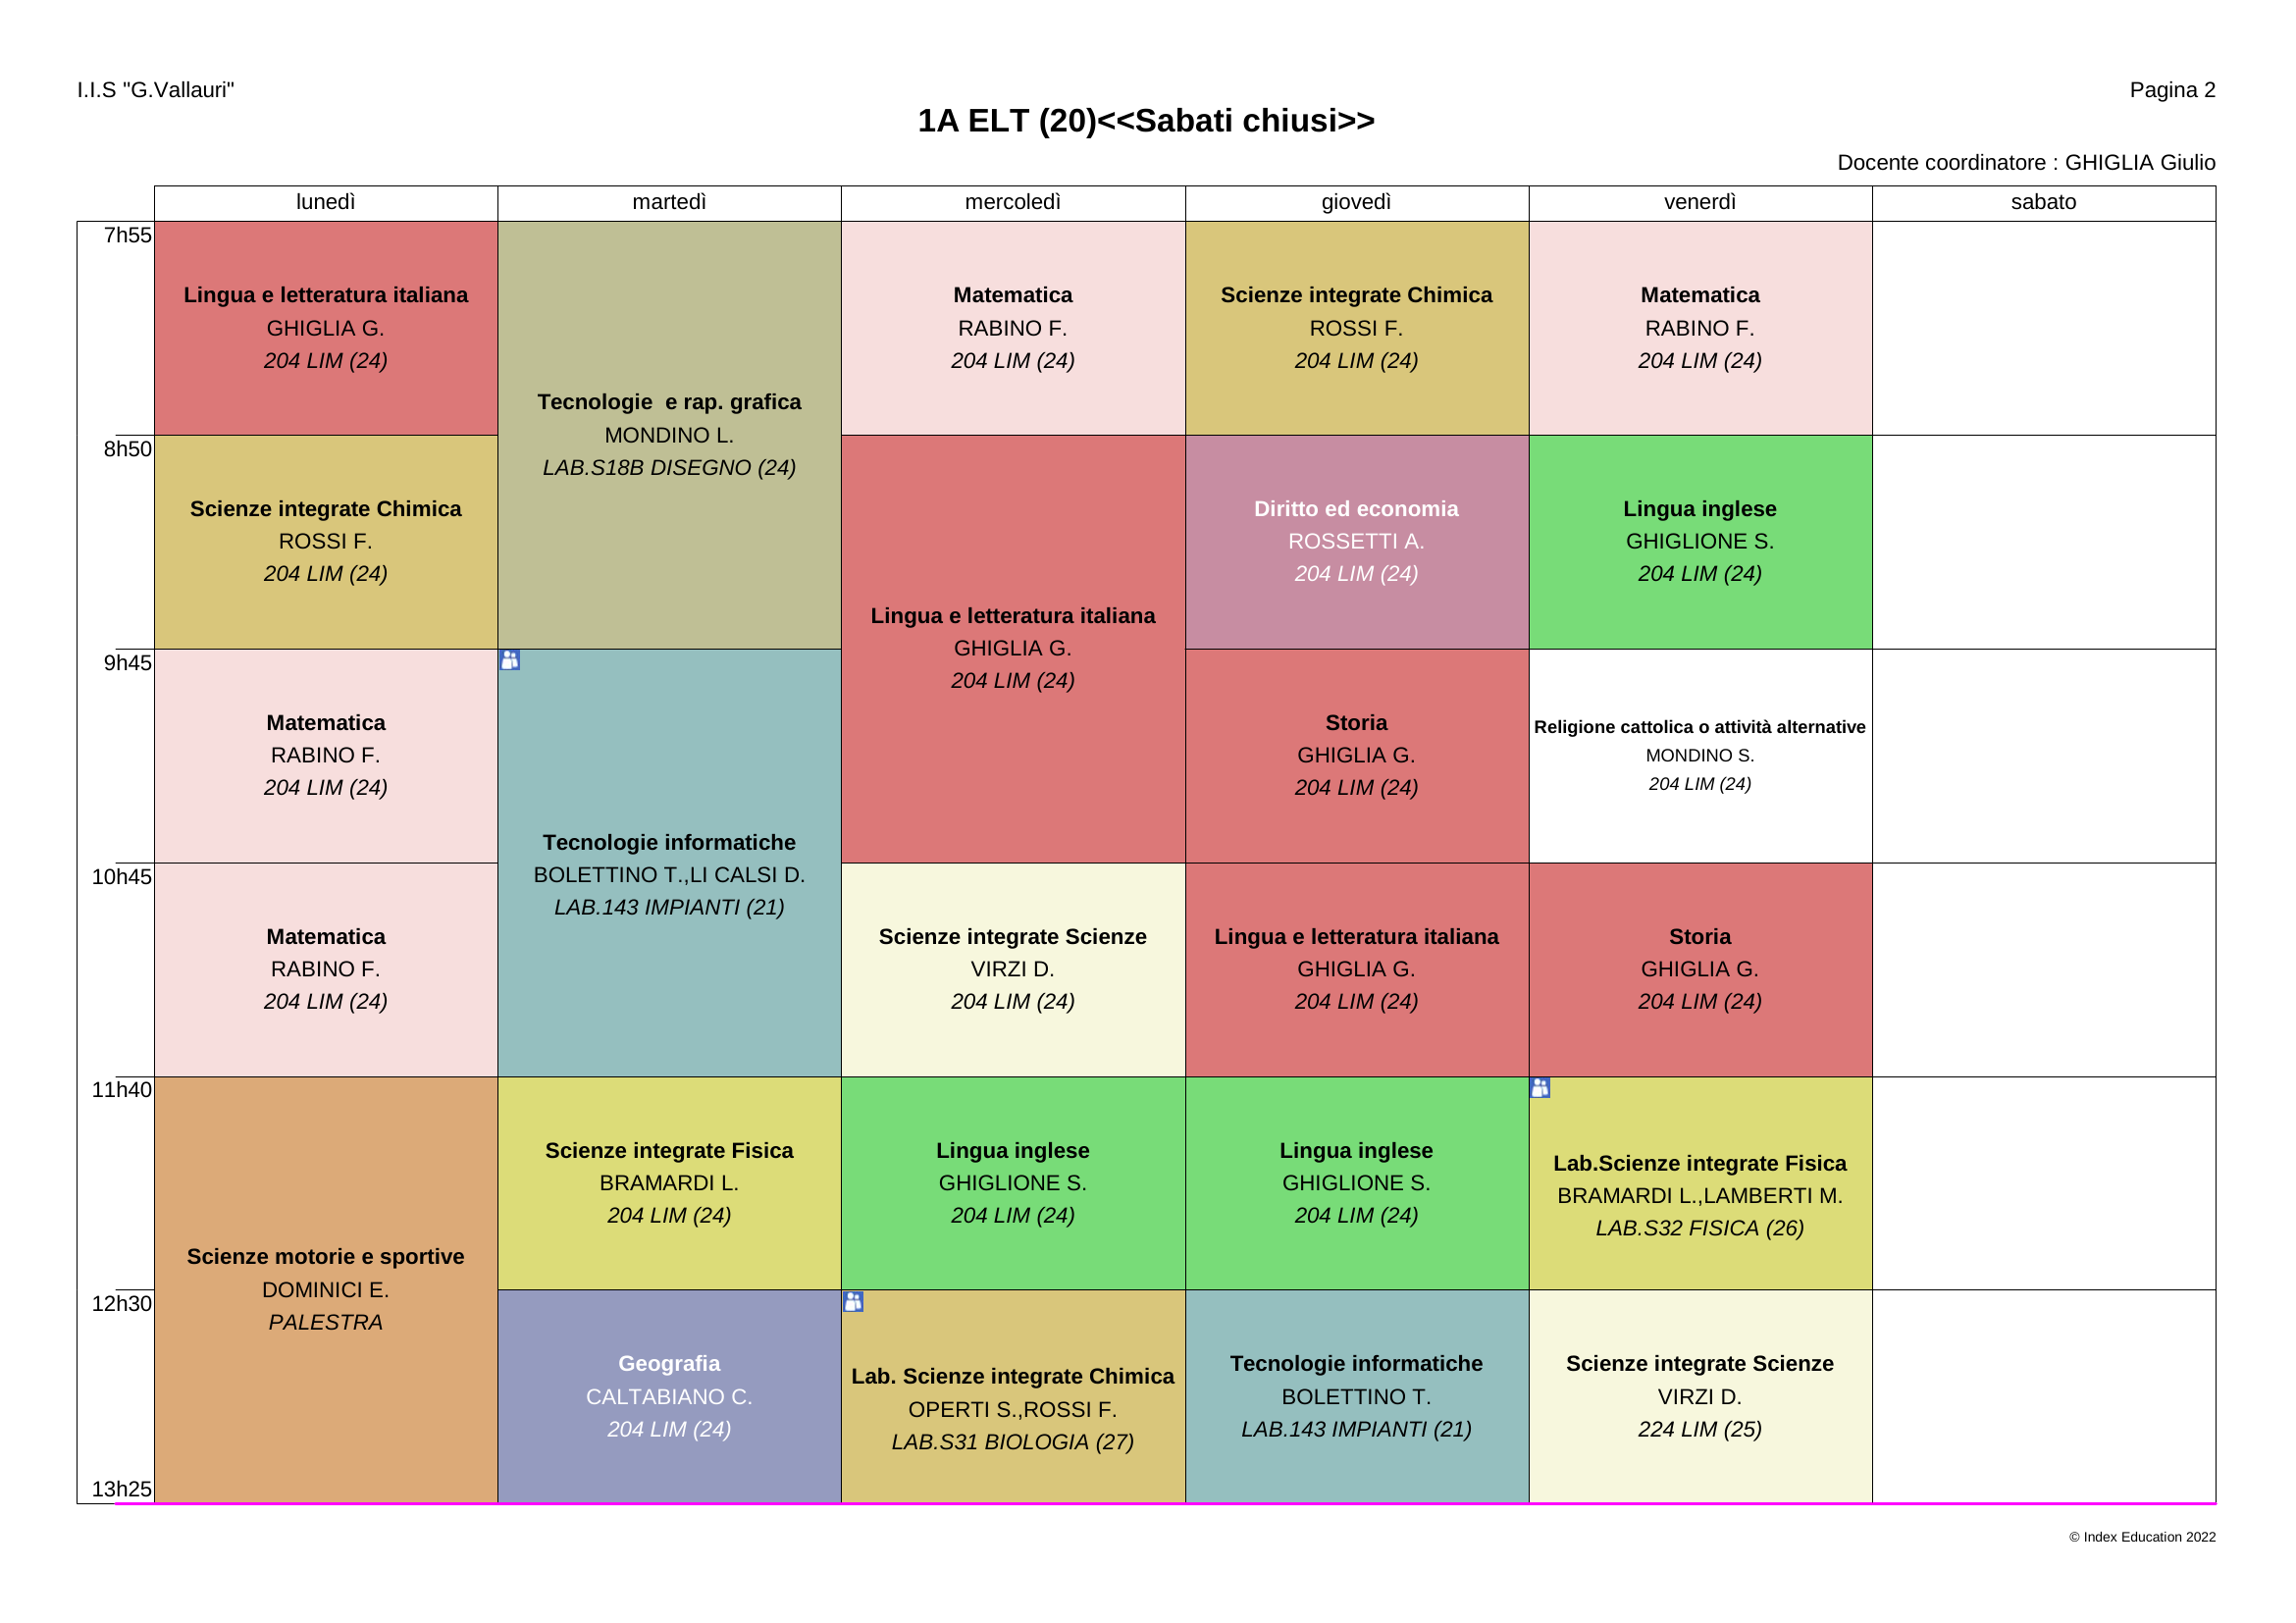 I.I.S "G.Vallauri"
Pagina 2
1A ELT (20)<<Sabati chiusi>>
Docente coordinatore : GHIGLIA Giulio
lunedì martedì mercoledì giovedì venerdì sabato
7h55
Lingua e letteratura italiana
GHIGLIA G.
204 LIM (24)
Tecnologie  e rap. grafica
MONDINO L.
LAB.S18B DISEGNO (24)
Matematica
RABINO F.
204 LIM (24)
Scienze integrate Chimica
ROSSI F.
204 LIM (24)
Matematica
RABINO F.
204 LIM (24)
8h50
Scienze integrate Chimica
ROSSI F.
204 LIM (24)
Lingua e letteratura italiana
GHIGLIA G.
204 LIM (24)
Diritto ed economia
ROSSETTI A.
204 LIM (24)
Lingua inglese
GHIGLIONE S.
204 LIM (24)
9h45
Matematica
RABINO F.
204 LIM (24)
Tecnologie informatiche
BOLETTINO T.,LI CALSI D.
LAB.143 IMPIANTI (21)
Storia
GHIGLIA G.
204 LIM (24)
Religione cattolica o attività alternative
MONDINO S.
204 LIM (24)
10h45
Matematica
RABINO F.
204 LIM (24)
Scienze integrate Scienze
VIRZI D.
204 LIM (24)
Lingua e letteratura italiana
GHIGLIA G.
204 LIM (24)
Storia
GHIGLIA G.
204 LIM (24)
11h40
Scienze motorie e sportive
DOMINICI E.
PALESTRA
Scienze integrate Fisica
BRAMARDI L.
204 LIM (24)
Lingua inglese
GHIGLIONE S.
204 LIM (24)
Lingua inglese
GHIGLIONE S.
204 LIM (24)
Lab.Scienze integrate Fisica
BRAMARDI L.,LAMBERTI M.
LAB.S32 FISICA (26)
12h30
Geografia
CALTABIANO C.
204 LIM (24)
Lab. Scienze integrate Chimica
OPERTI S.,ROSSI F.
LAB.S31 BIOLOGIA (27)
Tecnologie informatiche
BOLETTINO T.
LAB.143 IMPIANTI (21)
Scienze integrate Scienze
VIRZI D.
224 LIM (25)
13h25
© Index Education 2022